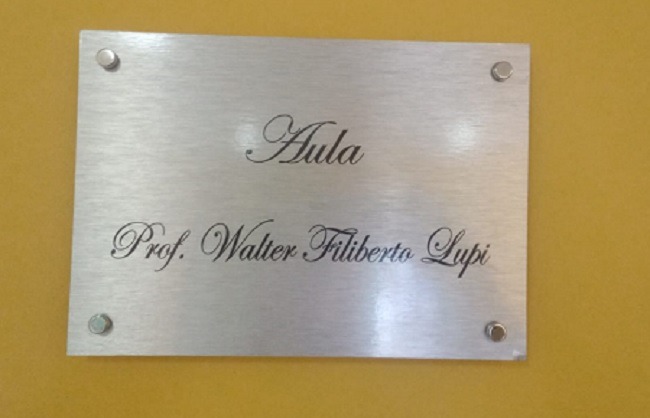 Aula
Prof. Walter Filiberto Lupi